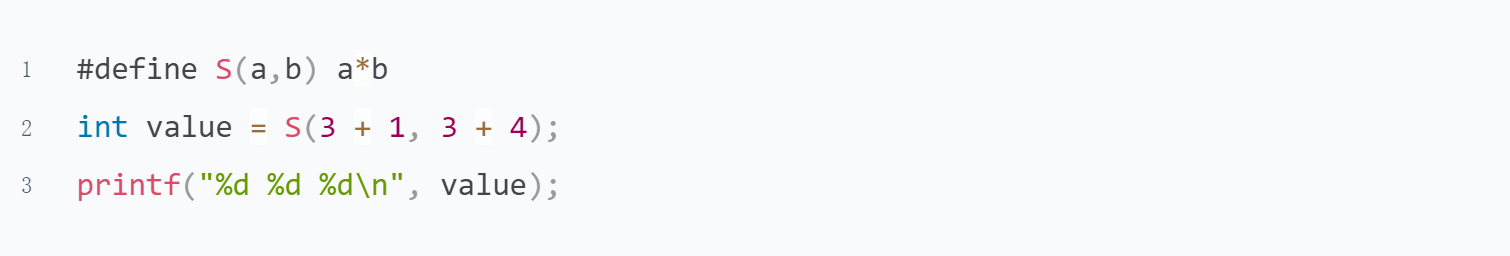 1 #define S(a,b) a*b
2 int value = S(3 + 1, 3 + 4);
3 printf("%d %d %d\n", value);